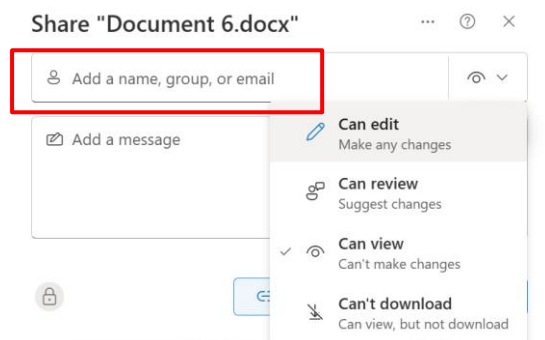 Share "Document 6.docx"
Add a name, group, or email
Add a message
Can edit
Make any changes
Can review
Suggest changes
Can view
Can't make changes
Can't download
Can view, but not download